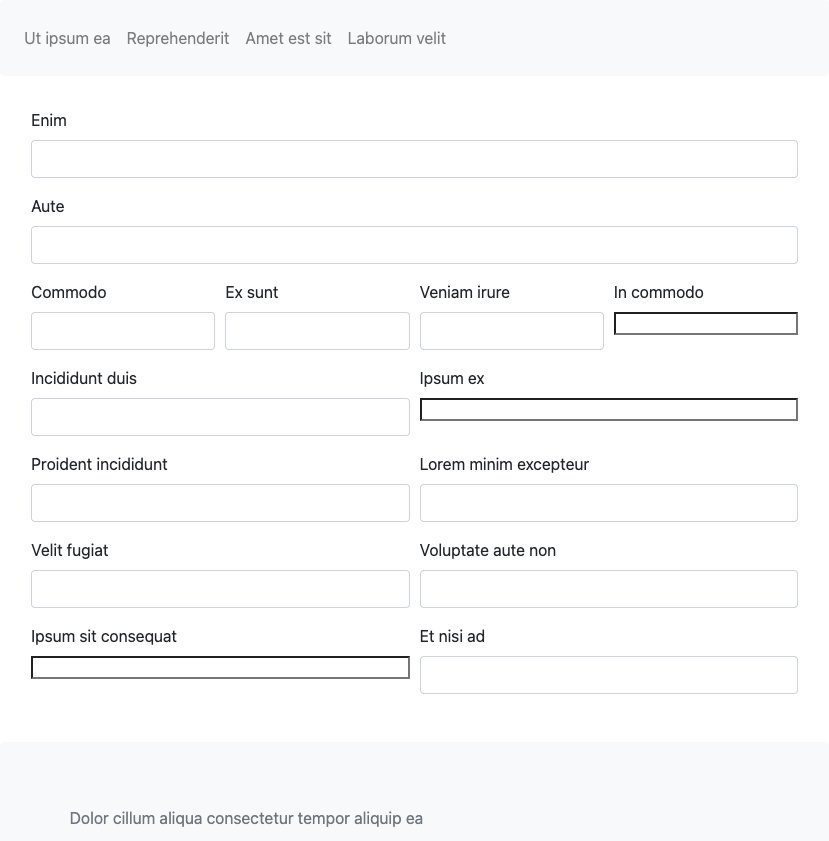 Ut ipsum ea Reprehenderit Amet est sit Laborum velit
Enim
Aute
Commodo Ex sunt Veniam irure In commodo
Incididunt duis Ipsum ex
Proident incididunt Lorem minim excepteur
Velit fugiat Voluptate aute non
Ipsum sit consequat Et nisi ad
Dolor cillum aliqua consectetur tempor aliquip ea